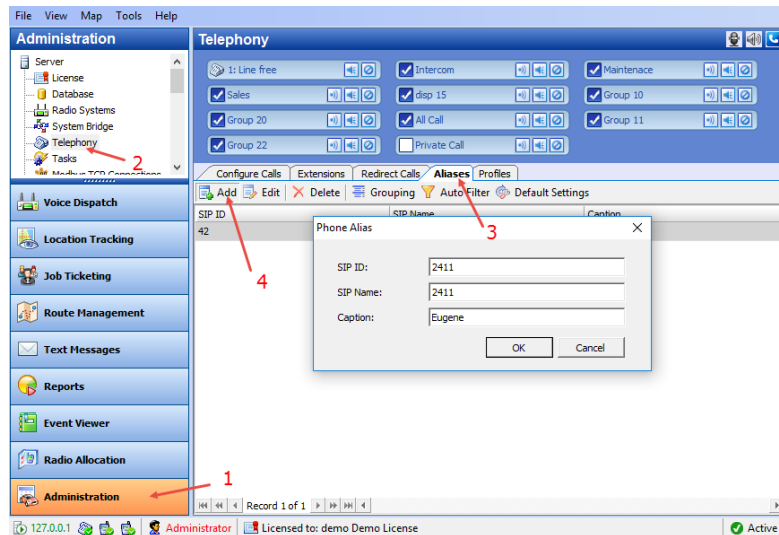 File View Map Tools Help
Administration
Telephony
Server
License
Database
Radio Systems
System Bridge
Telephony
Tasks
Modbus TCP Connections
2
1: Line free
Intercom
Maintenace
Sales
disp 15
Group 10
Group 20
All Call
Group 11
Group 22
Private Call
Configure Calls Extensions Redirect Calls Aliases Profiles
Add Edit Delete Grouping Auto Filter Default Settings
SIP ID SIP Name Caption
42
3
4
Phone Alias
SIP ID: 2411
SIP Name: 2411
Caption: Eugene
OK Cancel
Voice Dispatch
Location Tracking
Job Ticketing
Route Management
Text Messages
Reports
Event Viewer
Radio Allocation
Administration
1
Record 1 of 1
127.0.0.1 Administrator Licensed to: demo Demo License Active